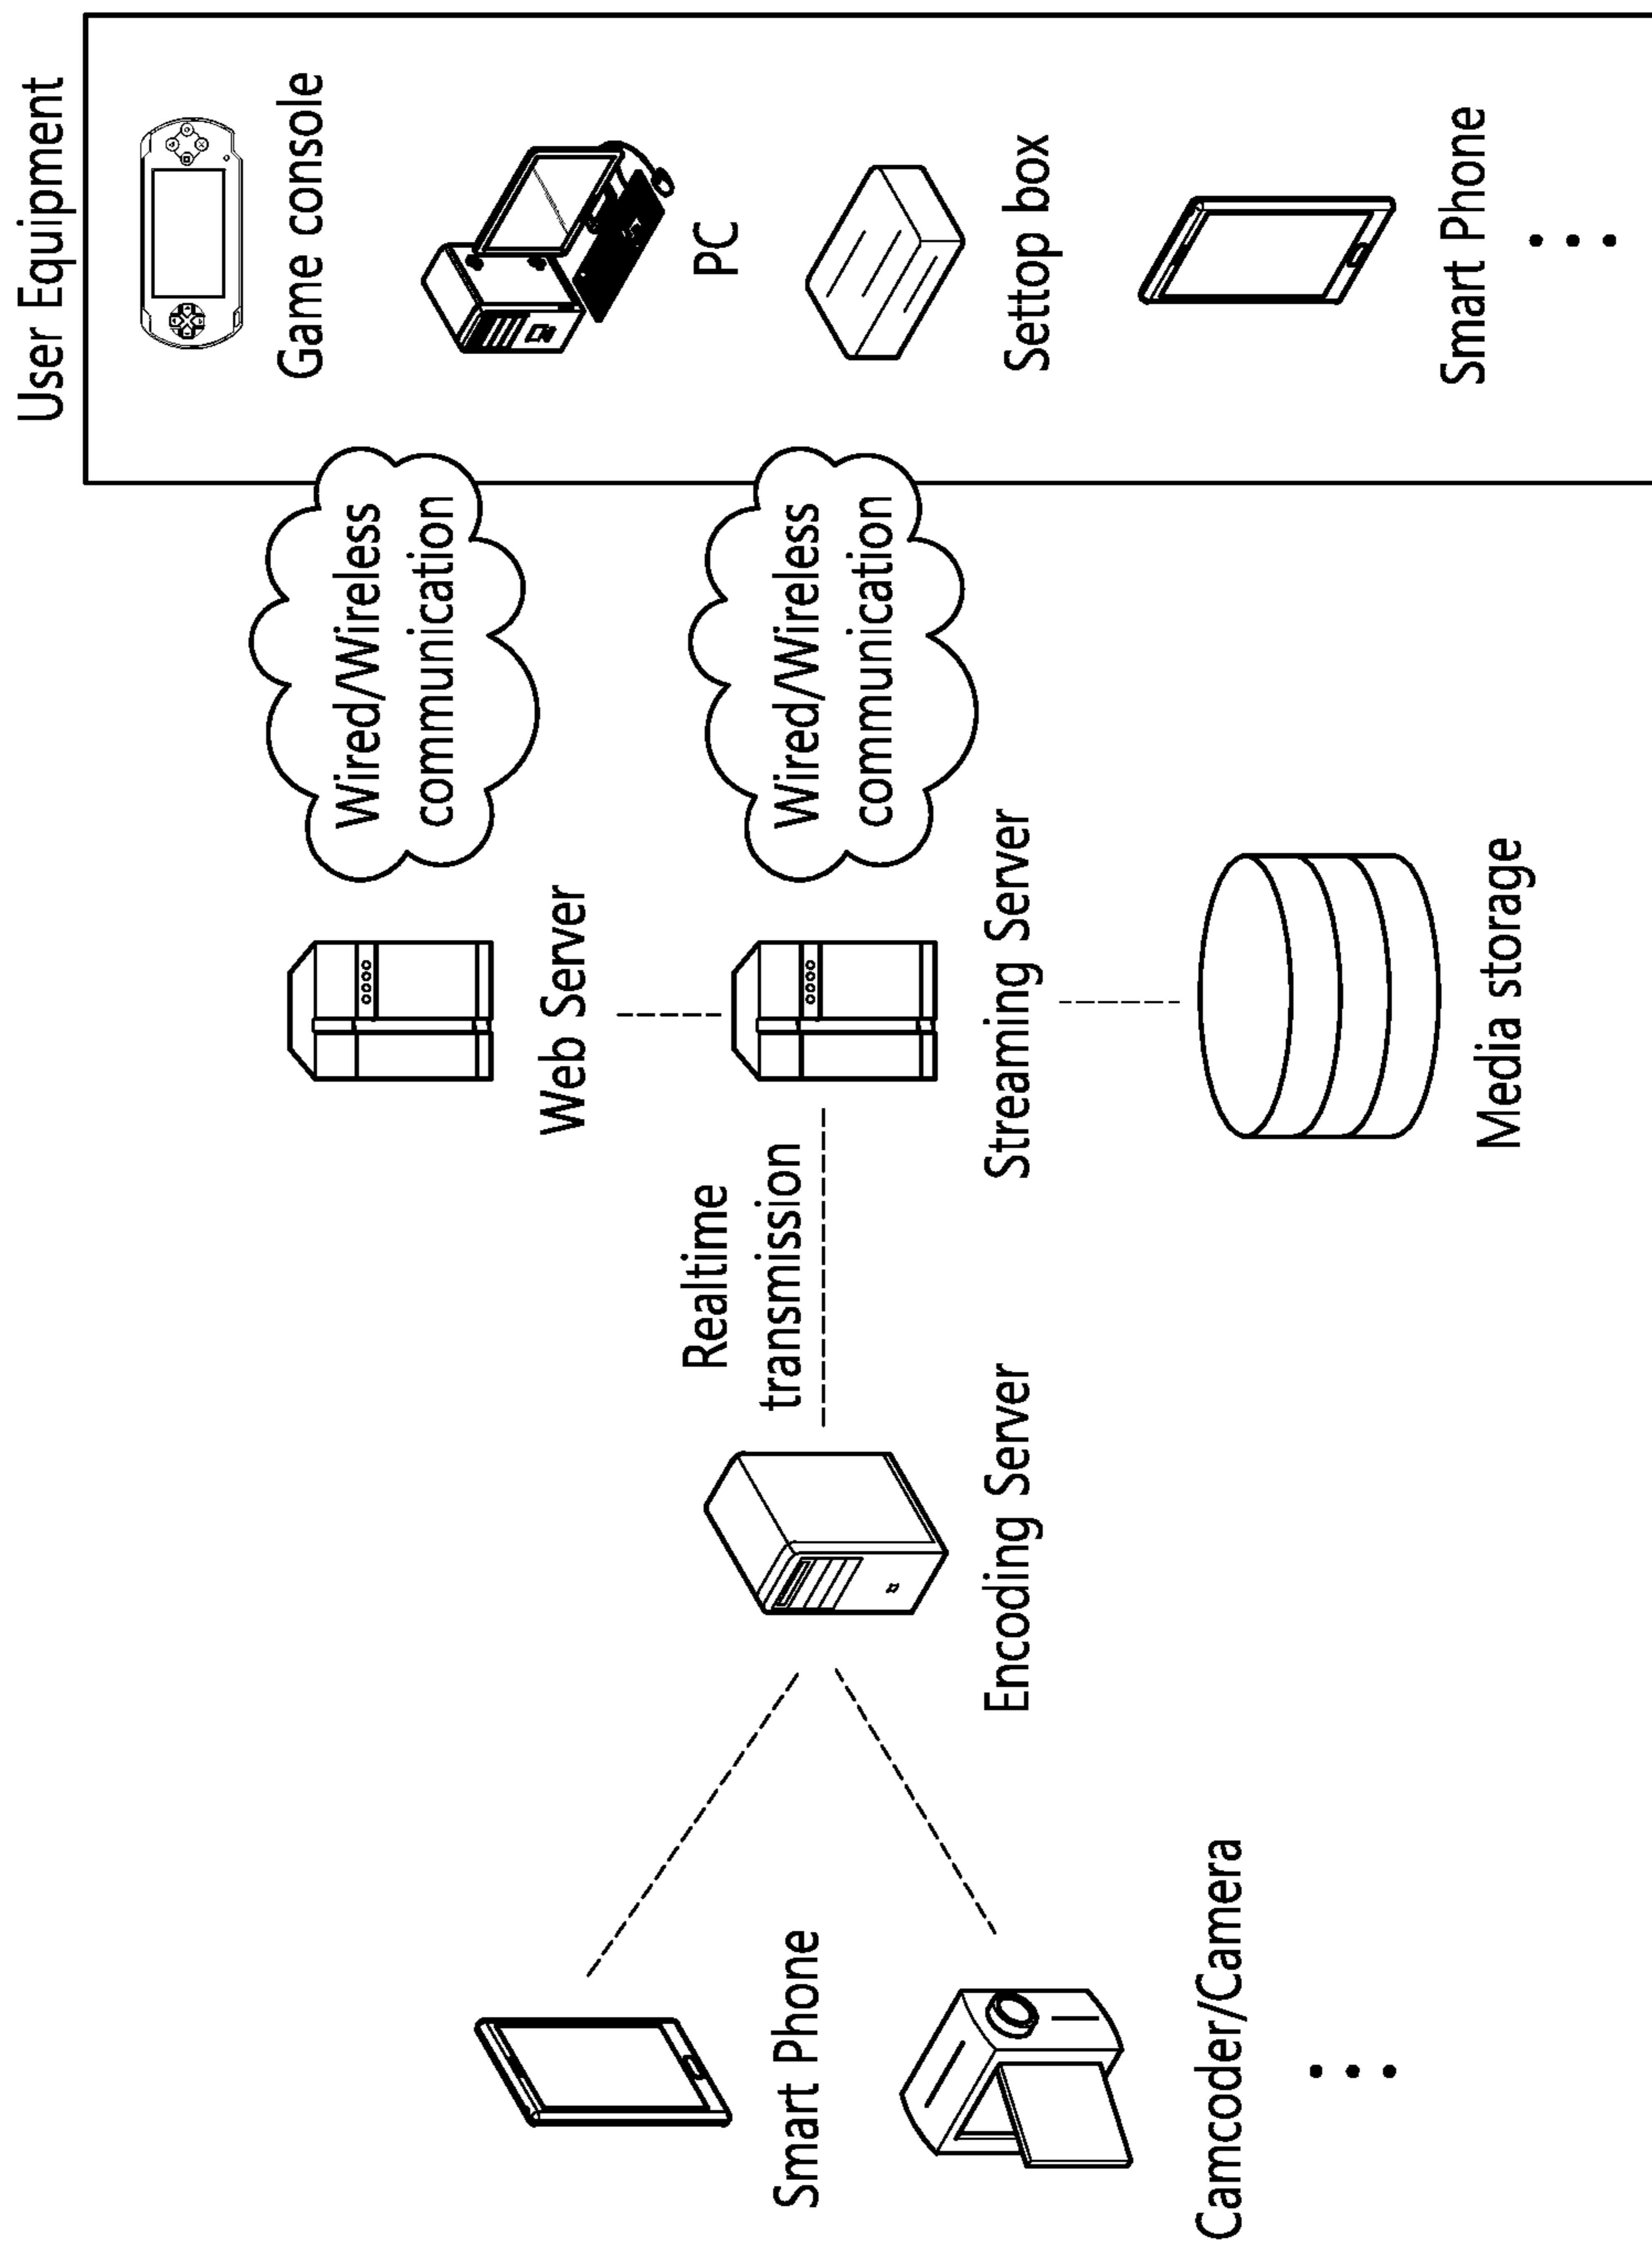 User Equipment
Game console
PC
Settop box
Smart Phone
Wired/Wireless
communication
Wired/Wireless
communication
Web Server
Streaming Server
Media storage
Realtime
transmission
Encoding Server
Smart Phone
Camcoder/Camera